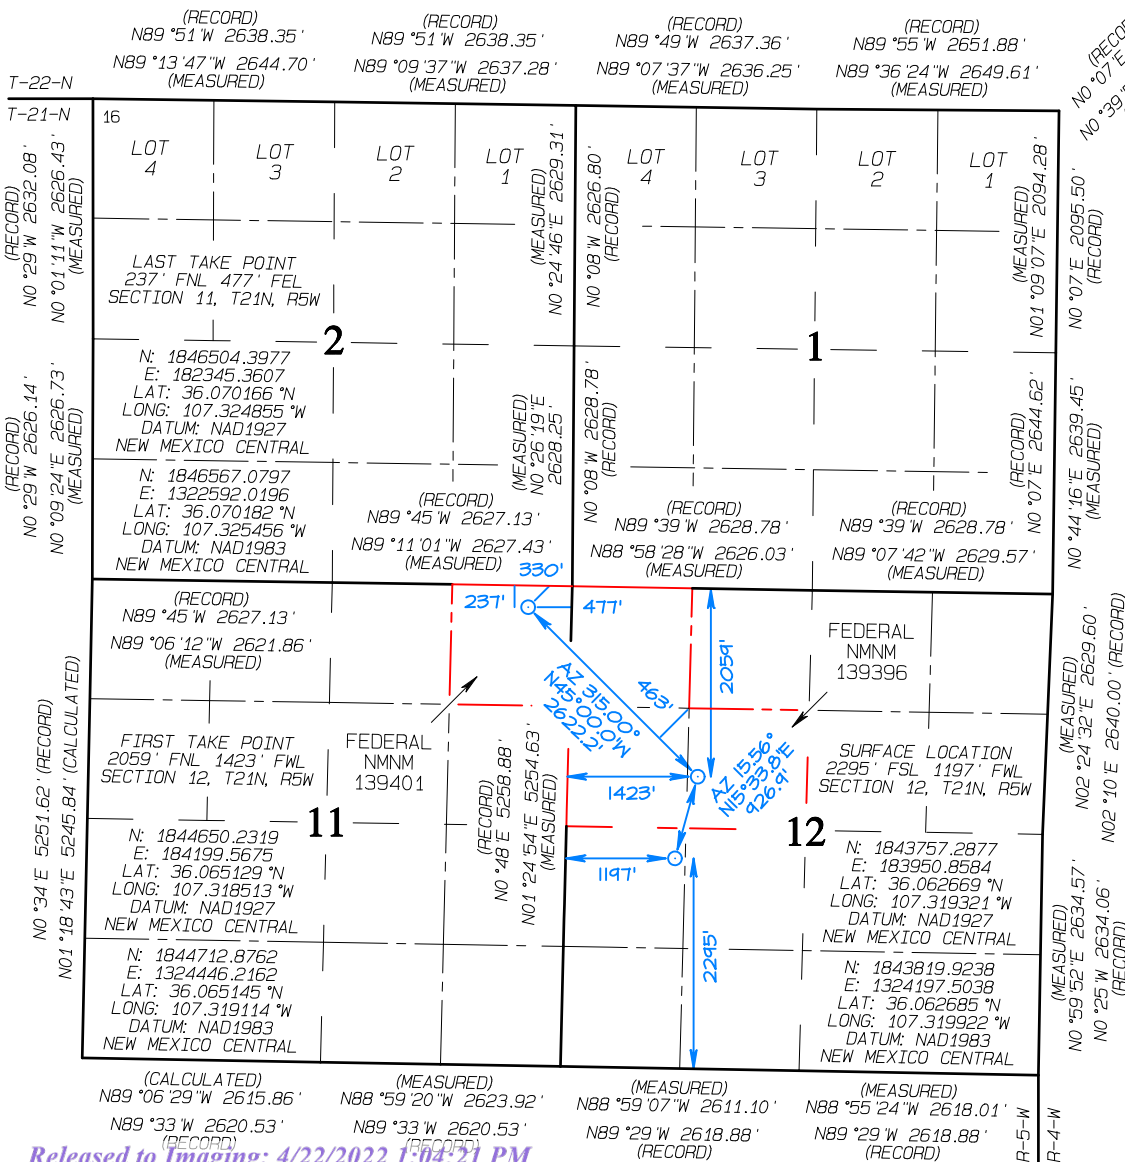 (RECORD)
N89°51'W 2638.35'
N89°13'47"W 2644.70'
(MEASURED)
(RECORD)
N89°51'W 2638.35'
N89°09'37"W 2637.28'
(MEASURED)
(RECORD)
N89°49'W 2637.36'
N89°07'37"W 2636.25'
(MEASURED)
(RECORD)
N89°55'W 2651.88'
N89°36'24"W 2649.61'
(MEASURED)
N0°07'E
N0°39'
T-22-N
T-21-N
16
LOT
4
LOT
3
LOT
2
LOT
1
LOT
4
LOT
3
LOT
2
LOT
1
(RECORD)
N0°29'W 2632.08'
N0°01'11"W 2626.43'
(MEASURED)
(MEASURED)
N0°24'46"E 2629.31'
N0°08'W 2626.80'
(RECORD)
(MEASURED)
N01°09'07"E 2094.28'
N0°07'E 2095.50'
(RECORD)
LAST TAKE POINT
237' FNL 477' FEL
SECTION 11, T21N, R5W
2
1
N: 1846504.3977
E: 182345.3607
LAT: 36.070166°N
LONG: 107.324855°W
DATUM: NAD1927
NEW MEXICO CENTRAL
N: 1846567.0797
E: 1322592.0196
LAT: 36.070182°N
LONG: 107.325456°W
DATUM: NAD1983
NEW MEXICO CENTRAL
(RECORD)
N0°29'W 2626.14'
N0°09'24"E 2626.73'
(MEASURED)
(MEASURED)
N0°26'19"E
2628.25'
N0°08'W 2628.78'
(RECORD)
(RECORD)
N0°07'E 2644.62'
N0°44'16"E 2639.45'
(MEASURED)
(RECORD)
N89°45'W 2627.13'
N89°11'01"W 2627.43'
(MEASURED)
(RECORD)
N89°39'W 2628.78'
N88°58'28"W 2626.03'
(MEASURED)
(RECORD)
N89°39'W 2628.78'
N89°07'42"W 2629.57'
(MEASURED)
330'
237'
477'
(RECORD)
N89°45'W 2627.13'
N89°06'12"W 2621.86'
(MEASURED)
AZ 315.00°
N45°00.0'W
2622.2'
463'
2059'
FEDERAL
NMNM
139396
FIRST TAKE POINT
2059' FNL 1423' FWL
SECTION 12, T21N, R5W
FEDERAL
NMNM
139401
AZ 15.56°
N15°33.8'E
926.9'
SURFACE LOCATION
2295' FSL 1197' FWL
SECTION 12, T21N, R5W
1423'
1197'
2295'
11
12
N0°34'E 5251.62' (RECORD)
N01°18'43"E 5245.84' (CALCULATED)
(RECORD)
N0°48'E 5258.88'
N01°24'54"E 5254.63'
(MEASURED)
(MEASURED)
N02°24'32"E 2629.60'
N02°10'E 2640.00' (RECORD)
N: 1844650.2319
E: 184199.5675
LAT: 36.065129°N
LONG: 107.318513°W
DATUM: NAD1927
NEW MEXICO CENTRAL
N: 1844712.8762
E: 1324446.2162
LAT: 36.065145°N
LONG: 107.319114°W
DATUM: NAD1983
NEW MEXICO CENTRAL
N: 1843757.2877
E: 183950.8584
LAT: 36.062669°N
LONG: 107.319321°W
DATUM: NAD1927
NEW MEXICO CENTRAL
N: 1843819.9238
E: 1324197.5038
LAT: 36.062685°N
LONG: 107.319922°W
DATUM: NAD1983
NEW MEXICO CENTRAL
(MEASURED)
N0°59'52"E 2634.57'
N0°25'W 2634.06'
(RECORD)
(CALCULATED)
N89°06'29"W 2615.86'
N89°33'W 2620.53'
(RECORD)
(MEASURED)
N88°59'20"W 2623.92'
N89°33'W 2620.53'
(RECORD)
(MEASURED)
N88°59'07"W 2611.10'
N89°29'W 2618.88'
(RECORD)
(MEASURED)
N88°55'24"W 2618.01'
N89°29'W 2618.88'
(RECORD)
R-5-W
R-4-W
Released to Imaging: 4/22/2022 1:04:21 PM